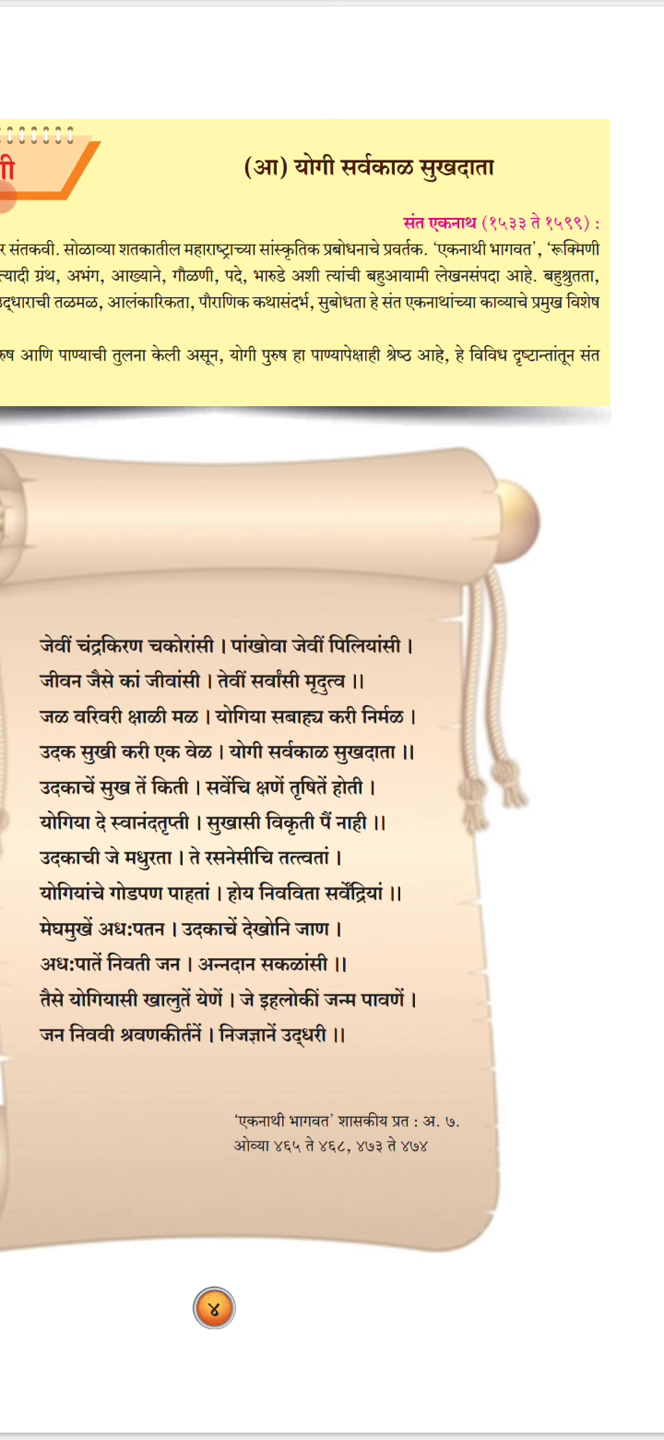 गी
(आ) योगी सर्वकाळ सुखदाता
संत एकनाथ (१५३३ ते १५९९) :
र संतकवी. सोळाव्या शतकातील महाराष्ट्राच्या सांस्कृतिक प्रबोधनाचे प्रवर्तक. ‘एकनाथी भागवत’, ‘रूक्मिणी
त्यादी ग्रंथ, अभंग, आख्याने, गौळणी, पदे, भारुडे अशी त्यांची बहुआयामी लेखनसंपदा आहे. बहुश्रुतता,
उद्धाराची तळमळ, आलंकारिकता, पौराणिक कथासंदर्भ, सुबोधता हे संत एकनाथांच्या काव्याचे प्रमुख विशेष
रुष आणि पाण्याची तुलना केली असून, योगी पुरुष हा पाण्यापेक्षाही श्रेष्ठ आहे, हे विविध दृष्टान्तांतून संत
जेवीं चंद्रकिरण चकोरांसी । पांखोवा जेवीं पिलियांसी ।
जीवन जैसे कां जीवांसी । तेवीं सर्वांसी मृदुत्व ।।
जळ वरिवरी क्षाळी मळ । योगिया सबाह्य करी निर्मळ ।
उदक सुखी करी एक वेळ । योगी सर्वकाळ सुखदाता ।।
उदकाचें सुख तें किती । सवेंचि क्षणें तृषितें होती ।
योगिया दे स्वानंदतृप्ती । सुखासी विकृती पैं नाही ।।
उदकाची जे मधुरता । ते रसनेसीचि तत्त्वतां ।
योगियांचे गोडपण पाहतां । होय निवविता सर्वेंद्रियां ।।
मेघमुखें अध:पतन । उदकाचें देखोनि जाण ।
अध:पातें निवती जन । अन्नदान सकळांसी ।।
तैसे योगियासी खालुतें येणें । जे इहलोकीं जन्म पावणें ।
जन निववी श्रवणकीर्तनें । निजज्ञानें उद्धरी ।।
‘एकनाथी भागवत’ शासकीय प्रत : अ. ७.
ओव्या ४६५ ते ४६८, ४७३ ते ४७४
४